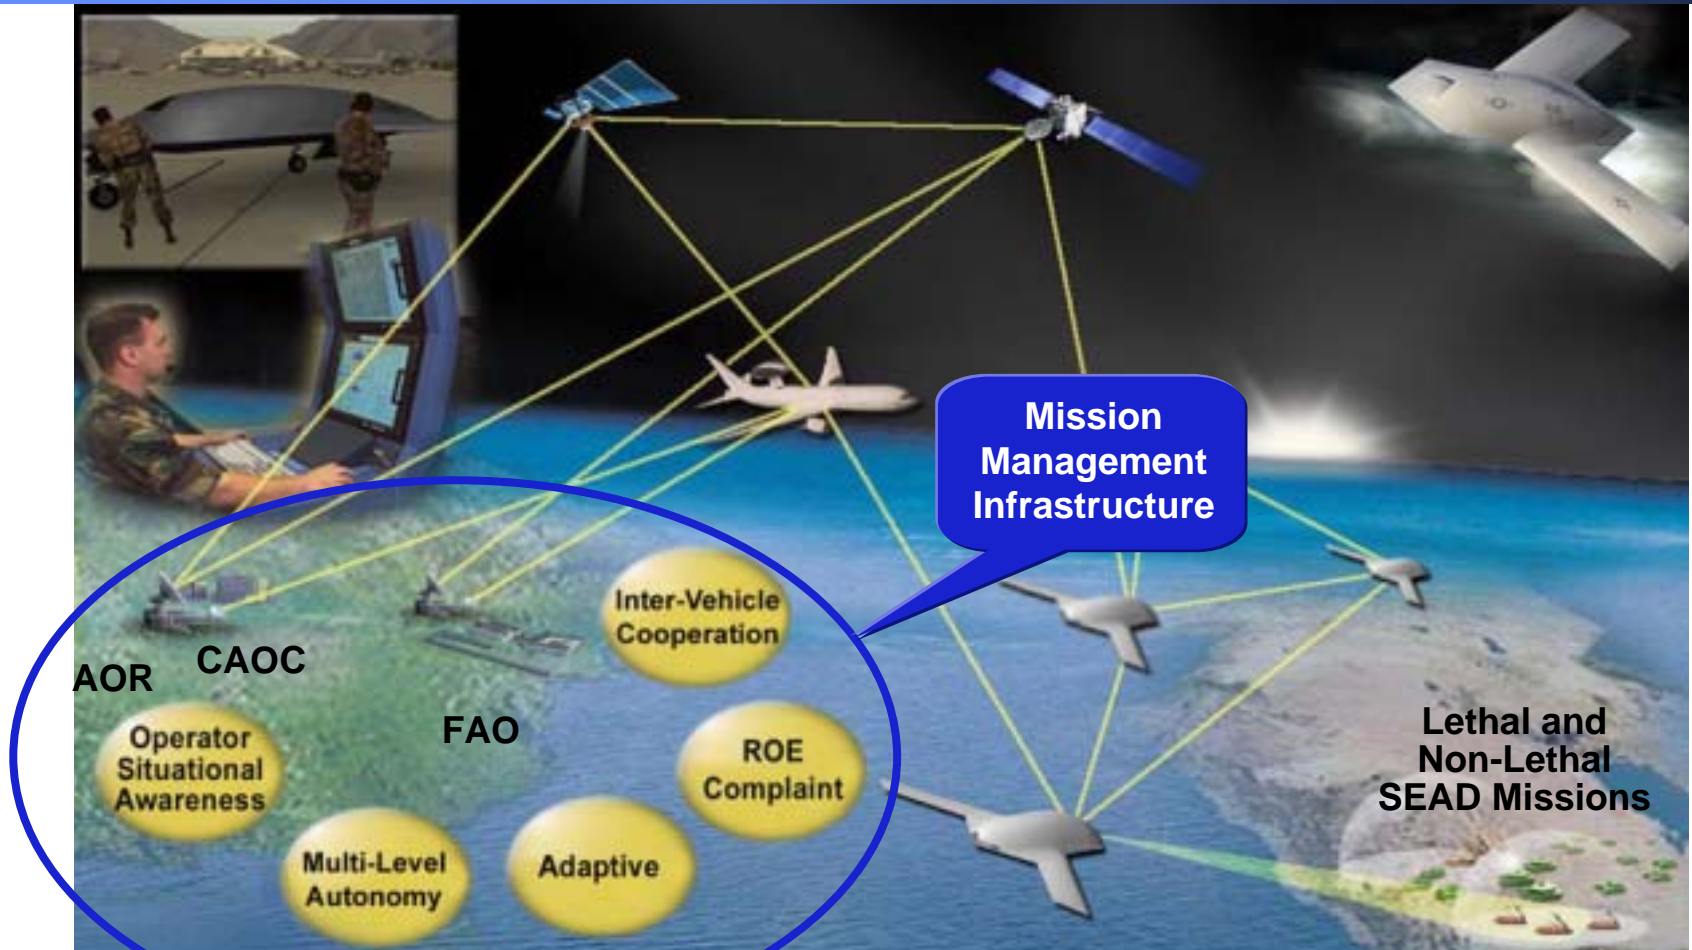 Mission
Management
Infrastructure
Inter-Vehicle
Cooperation
CAOC
AOR
FAO
Operator
Situational
Awareness
ROE
Complaint
Multi-Level
Autonomy
Adaptive
Lethal and
Non-Lethal
SEAD Missions